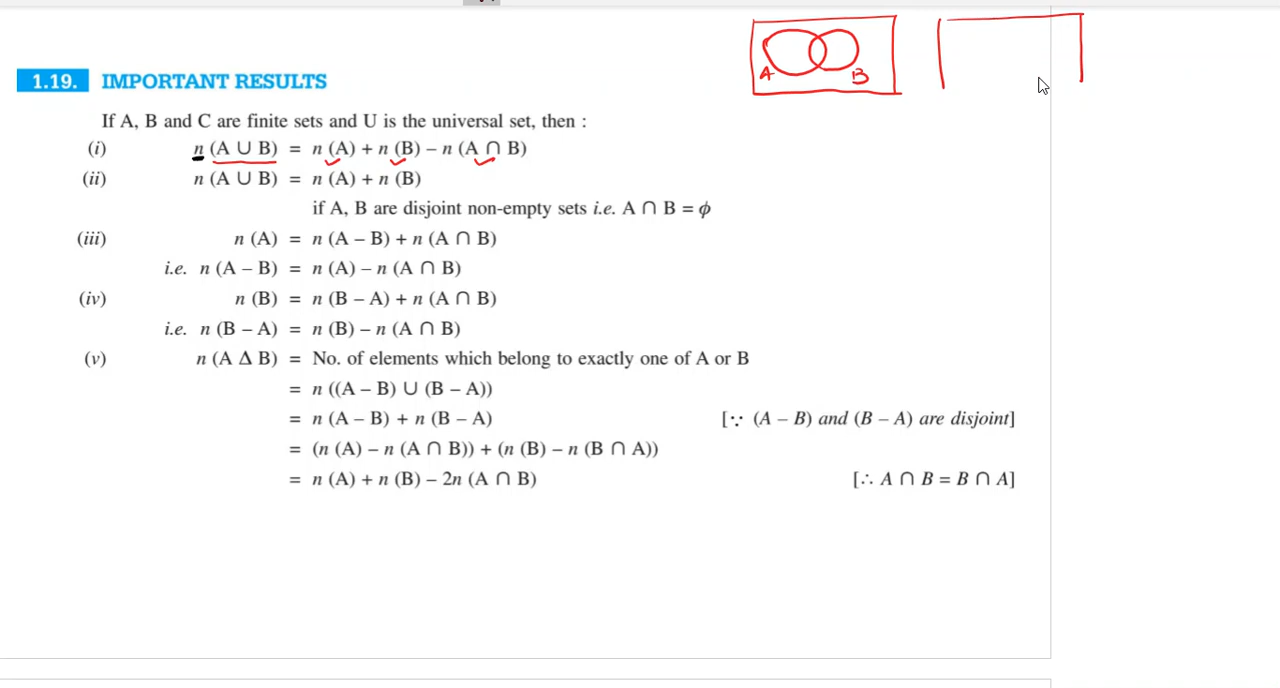 A B
1.19. IMPORTANT RESULTS
If A, B and C are finite sets and U is the universal set, then :
(i) n (A ∪ B) = n (A) + n (B) – n (A ∩ B)
(ii) n (A ∪ B) = n (A) + n (B)
if A, B are disjoint non-empty sets i.e. A ∩ B = ϕ
(iii) n (A) = n (A – B) + n (A ∩ B)
i.e. n (A – B) = n (A) – n (A ∩ B)
(iv) n (B) = n (B – A) + n (A ∩ B)
i.e. n (B – A) = n (B) – n (A ∩ B)
(v) n (A Δ B) = No. of elements which belong to exactly one of A or B
= n ((A – B) ∪ (B – A))
= n (A – B) + n (B – A) [∵ (A – B) and (B – A) are disjoint]
= (n (A) – n (A ∩ B)) + (n (B) – n (B ∩ A))
= n (A) + n (B) – 2n (A ∩ B) [∴ A ∩ B = B ∩ A]